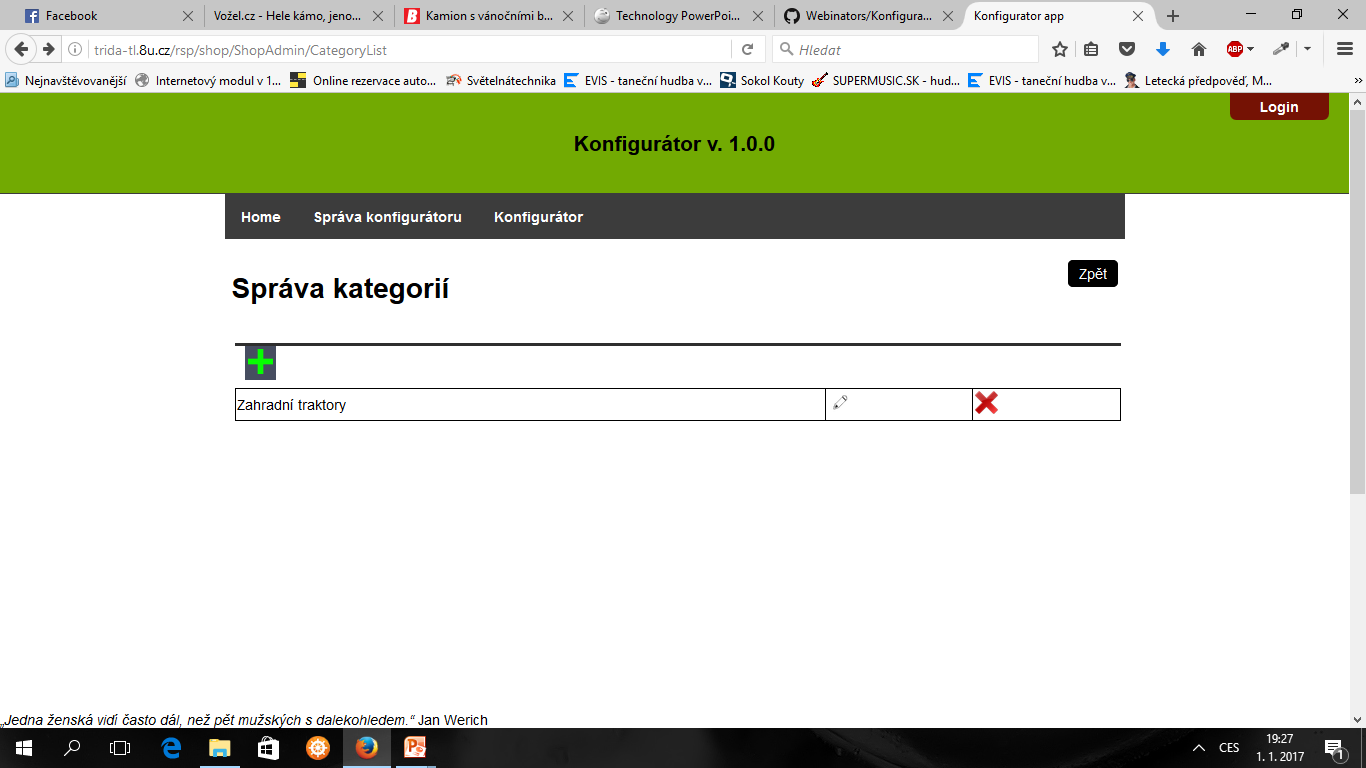 Facebook
Vožel.cz - Hele kámo, jeno...
Kamion s vánočními b...
Technology PowerPoi...
Webinators/Konfigura...
Konfigurator app
trida-tl.8u.cz/rsp/shop/ShopAdmin/CategoryList
Hledat
ABP
Nejnavštěvovanější
Internetový modul v 1...
Online rezervace auto...
Světelnátechnika
EVIS - taneční hudba v...
Sokol Kouty
SUPERMUSIC.SK - hud...
EVIS - taneční hudba v...
Letecká předpověď, M...
Login
Konfigurátor v. 1.0.0
Home
Správa konfigurátoru
Konfigurátor
Zpět
Správa kategorií
Zahradní traktory
„Jedna ženská vidí často dál, než pět mužských s dalekohledem.“ Jan Werich
CES
19:27
1. 1. 2017
1